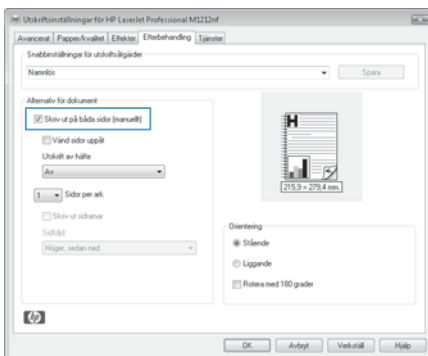 Utskriftsinställningar för HP LaserJet Professional M1212nf
Avancerat Papper/kvalitet Effekter Efterbehandling Tjänster
Snabbinställningar för utskriftsåtgärder
Namnlös
Spara
Alternativ för dokument
Skriv ut på båda sidor (manuellt)
Vänd sidor uppåt
Utskrift av häfte
Av
1 Sidor per ark
Skriv ut sidramar
Sidföljd:
Höger, sedan ned
H
215,9 × 279,4 mm.
Orientering
Stående
Liggande
Rotera med 180 grader
hp
OK Avbryt Verkställ Hjälp